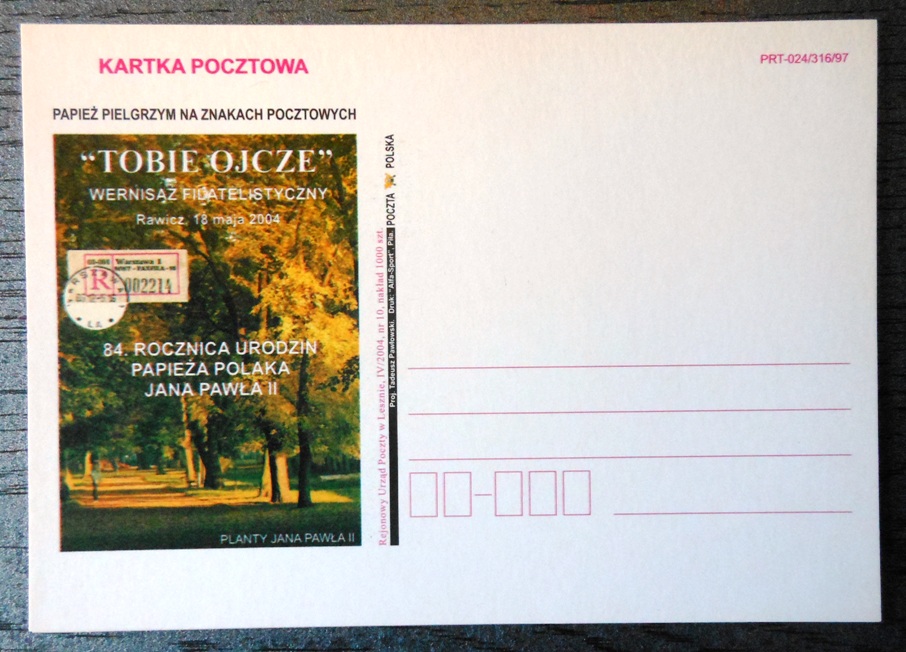 KARTKA POCZTOWA
PRT-024/316/97
PAPIEŻ PIELGRZYM NA ZNAKACH POCZTOWYCH
“TOBIE OJCZE”
WERNISAŻ FILATELISTYCZNY
Rawicz, 18 maja 2004
Warszawa 1
R
002214
84. ROCZNICA URODZIN
PAPIEŻA POLAKA
JANA PAWŁA II
PLANTY JANA PAWŁA II
Rejonowy Urząd Poczty w Lesznie, IV/2004, nr 10, nakład 1000 szt.
Proj. Tadeusz Pawłowski, Druk: "Alfa-Sport", Piła
POCZTA POLSKA